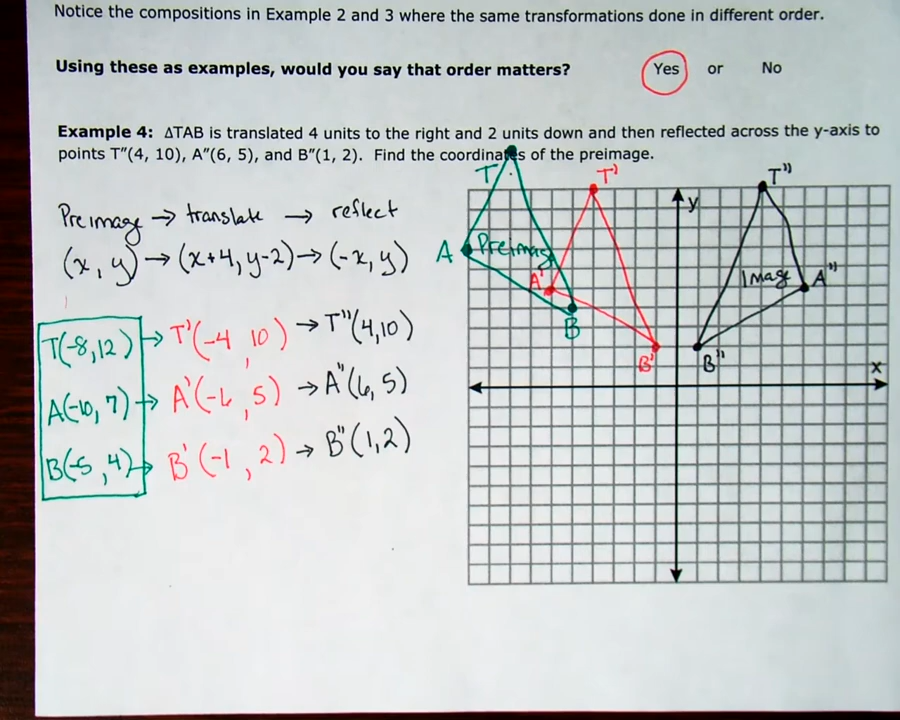 Notice the compositions in Example 2 and 3 where the same transformations done in different order.
Using these as examples, would you say that order matters? Yes or No
Example 4: ΔTAB is translated 4 units to the right and 2 units down and then reflected across the y-axis to
points T″(4, 10), A″(6, 5), and B″(1, 2). Find the coordinates of the preimage.
Preimage → translate → reflect
(x, y) → (x+4, y-2) → (-x, y)
T(-8,12) → T'(-4, 10) → T"(4,10)
A(-10, 7) → A'(-6, 5) → A"(6, 5)
B(-5, 4) → B'(-1, 2) → B"(1,2)
T T' T"
y
A Preimage A' Image A"
B B' B"
x